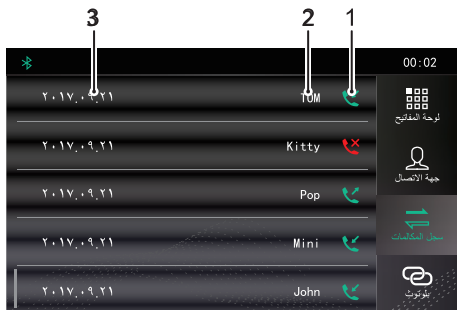 3 2 1
00:02
٢٠١٧.٠٩.٢١ TOM
٢٠١٧.٠٩.٢١ Kitty
٢٠١٧.٠٩.٢١ Pop
٢٠١٧.٠٩.٢١ Mini
٢٠١٧.٠٩.٢١ John
لوحة المفاتيح
جهة الاتصال
سجل المكالمات
بلوتوث